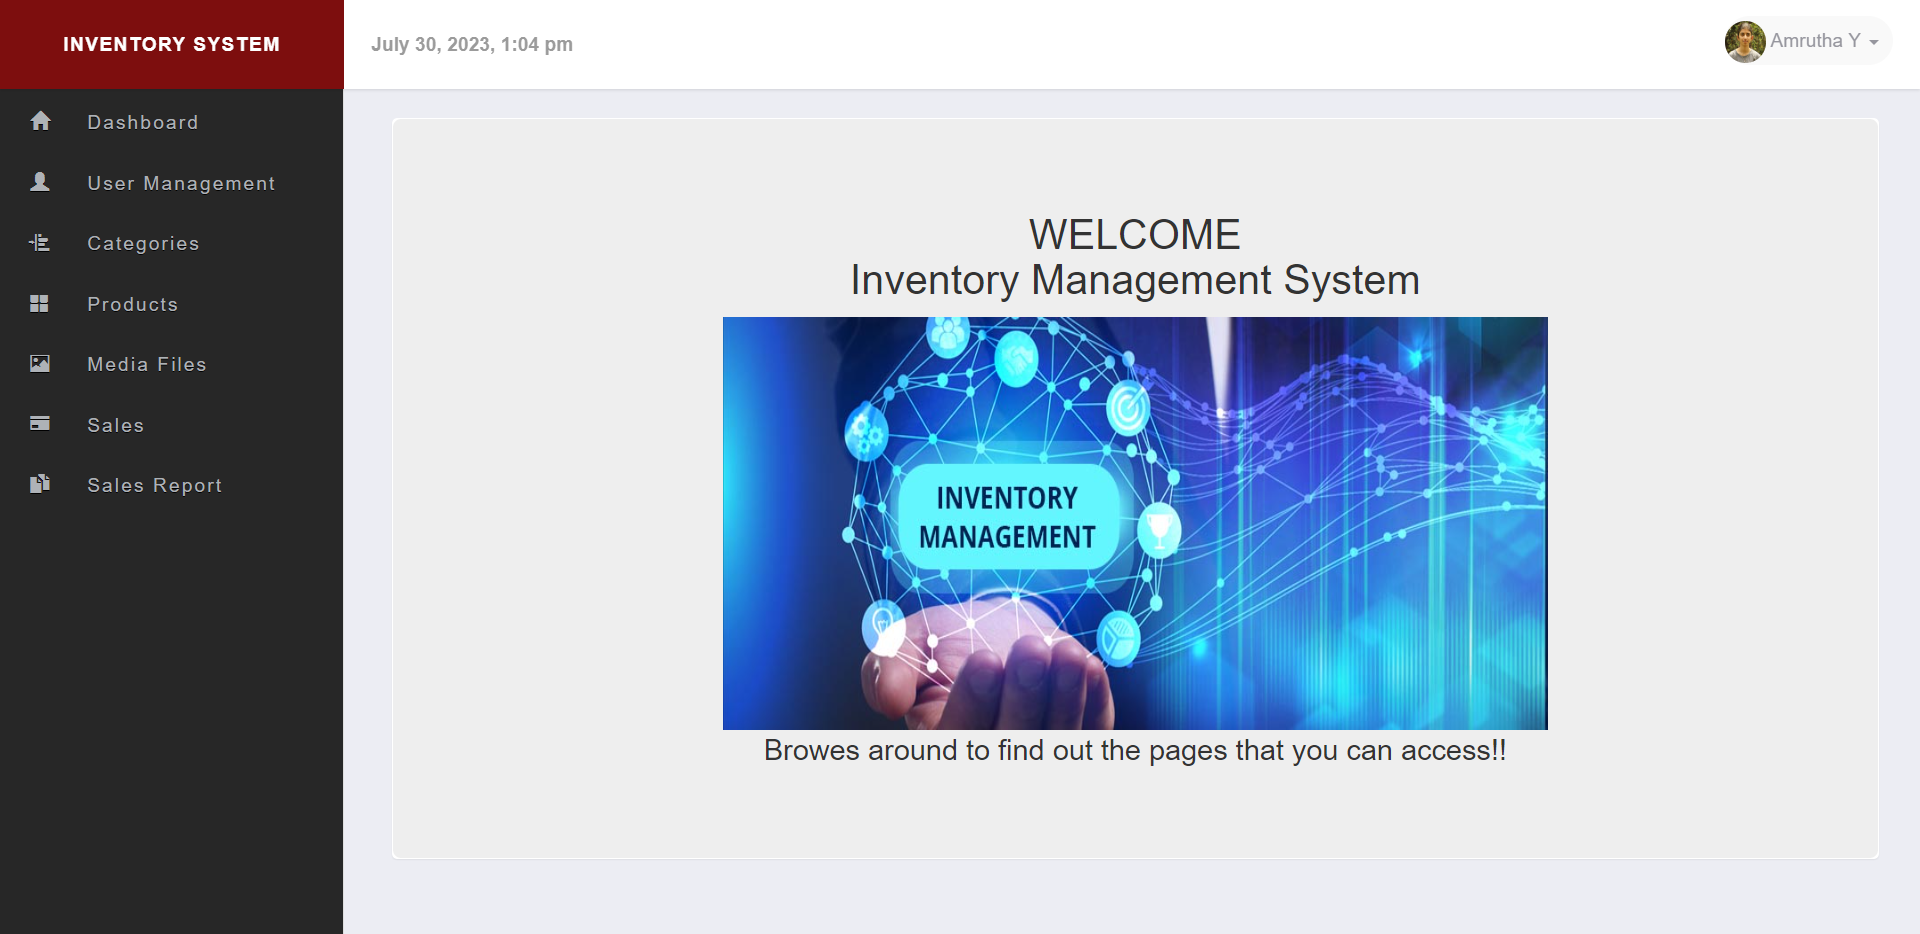 INVENTORY SYSTEM
July 30, 2023, 1:04 pm
Amrutha Y
Dashboard
User Management
Categories
Products
Media Files
Sales
Sales Report
WELCOME
Inventory Management System
INVENTORY
MANAGEMENT
Browes around to find out the pages that you can access!!